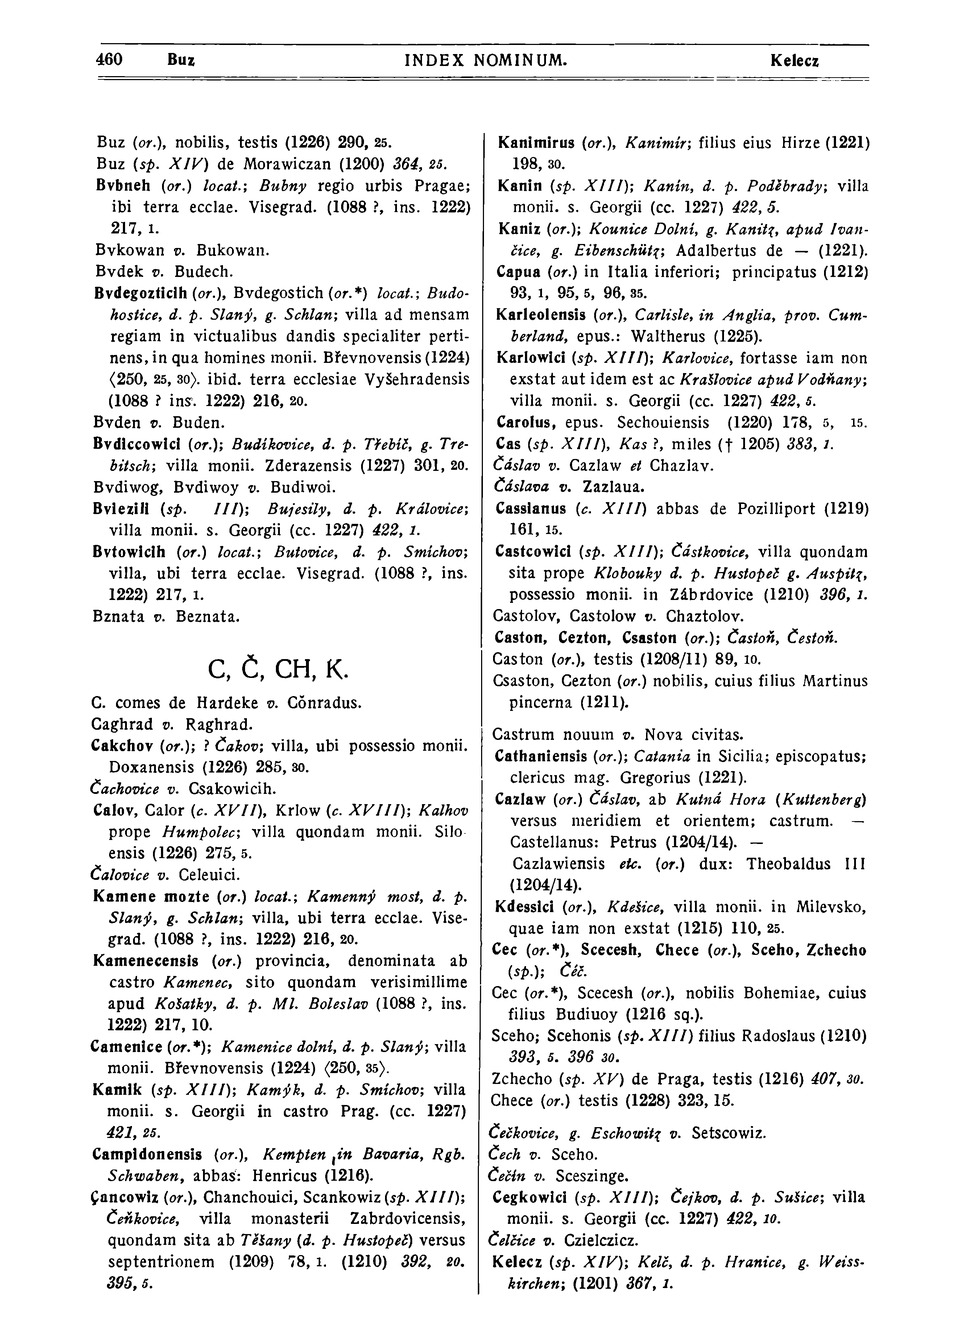 460 Buz INDEX NOMINUM. Kelecz
Buz (or.), nobilis, testis (1226) 290, 25.
Buz (sp. XIV) de Morawiczan (1200) 364, 25.
Bvbneh (or.) locat.; Bubny regio urbis Pragae;
ibi terra ecclae. Visegrad. (1088 ?, ins. 1222)
217, 1.
Bvkowan v. Bukowan.
Bvdek v. Budech.
Bvdegozticih (or.), Bvdegostich (or.*) locat.; Budo-
hostice, d. p. Slaný, g. Schlan; villa ad mensam
regiam in victualibus dandis specialiter perti-
nens, in qua homines monii. Břevnovensis (1224)
⟨250, 25, 30⟩. ibid. terra ecclesiae Vyšehradensis
(1088 ? ins. 1222) 216, 20.
Bvden v. Buden.
Bvdiccowici (or.); Budíkovice, d. p. Třebíč, g. Tre-
bitsch; villa monii. Zderazensis (1227) 301, 20.
Bvdiwog, Bvdiwoy v. Budiwoi.
Bviezili (sp. III); Bujesily, d. p. Královice;
villa monii. s. Georgii (cc. 1227) 422, 1.
Bvtowicih (or.) locat.; Butovice, d. p. Smíchov;
villa, ubi terra ecclae. Visegrad. (1088 ?, ins.
1222) 217, 1.
Bznata v. Beznata.
C, Č, CH, K.
C. comes de Hardeke v. Cŏnradus.
Caghrad v. Raghrad.
Cakchov (or.); ? Čakov; villa, ubi possessio monii.
Doxanensis (1226) 285, 30.
Čachovice v. Csakowicih.
Calov, Calor (c. XVII), Krlow (c. XVIII); Kalhov
prope Humpolec; villa quondam monii. Silo-
ensis (1226) 275, 5.
Čalovice v. Celeuici.
Kamene mozte (or.) locat.; Kamenný most, d. p.
Slaný, g. Schlan; villa, ubi terra ecclae. Vise-
grad. (1088 ?, ins. 1222) 216, 20.
Kamenecensis (or.) provincia, denominata ab
castro Kamenec, sito quondam verisimillime
apud Košatky, d. p. Ml. Boleslav (1088 ?, ins.
1222) 217, 10.
Camenice (or.*); Kamenice dolní, d. p. Slaný; villa
monii. Břevnovensis (1224) ⟨250, 35⟩.
Kamik (sp. XIII); Kamýk, d. p. Smíchov; villa
monii. s. Georgii in castro Prag. (cc. 1227)
421, 25.
Campidonensis (or.), Kempten in Bavaria, Rgb.
Schwaben, abbas: Henricus (1216).
Çancowiz (or.), Chanchouici, Scankowiz (sp. XIII);
Čeňkovice, villa monasterii Zabrdovicensis,
quondam sita ab Těšany (d. p. Hustopeč) versus
septentrionem (1209) 78, 1. (1210) 392, 20.
395, 5.
Kanimirus (or.), Kanimír; filius eius Hirze (1221)
198, 30.
Kanin (sp. XIII); Kanín, d. p. Poděbrady; villa
monii. s. Georgii (cc. 1227) 422, 5.
Kaniz (or.); Kounice Dolní, g. Kanitz, apud Ivan-
čice, g. Eibenschütz; Adalbertus de — (1221).
Capua (or.) in Italia inferiori; principatus (1212)
93, 1, 95, 5, 96, 35.
Karleolensis (or.), Carlisle, in Anglia, prov. Cum-
berland, epus.: Waltherus (1225).
Karlowici (sp. XIII); Karlovice, fortasse iam non
exstat aut idem est ac Krašlovice apud Vodňany;
villa monii. s. Georgii (cc. 1227) 422, 5.
Carolus, epus. Sechouiensis (1220) 178, 5, 15.
Cas (sp. XIII), Kas ?, miles († 1205) 383, 1.
Čáslav v. Cazlaw et Chazlav.
Čáslava v. Zazlaua.
Cassianus (c. XIII) abbas de Pozilliport (1219)
161, 15.
Castcowici (sp. XIII); Částkovice, villa quondam
sita prope Klobouky d. p. Hustopeč g. Auspitz,
possessio monii. in Zábrdovice (1210) 396, 1.
Castolov, Castolow v. Chaztolov.
Caston, Cezton, Csaston (or.); Častoň, Čestoň.
Caston (or.), testis (1208/11) 89, 10.
Csaston, Cezton (or.) nobilis, cuius filius Martinus
pincerna (1211).
Castrum nouum v. Nova civitas.
Cathaniensis (or.); Catania in Sicilia; episcopatus;
clericus mag. Gregorius (1221).
Cazlaw (or.) Čáslav, ab Kutná Hora (Kuttenberg)
versus meridiem et orientem; castrum. —
Castellanus: Petrus (1204/14). —
Cazlawiensis etc. (or.) dux: Theobaldus III
(1204/14).
Kdessici (or.), Kdešice, villa monii. in Milevsko,
quae iam non exstat (1215) 110, 25.
Cec (or.*), Scecesh, Chece (or.), Sceho, Zchecho
(sp.); Čéč.
Cec (or.*), Scecesh (or.), nobilis Bohemiae, cuius
filius Budiuoy (1216 sq.).
Sceho; Scehonis (sp. XIII) filius Radoslaus (1210)
393, 5. 396 30.
Zchecho (sp. XV) de Praga, testis (1216) 407, 30.
Chece (or.) testis (1228) 323, 15.
Čečkovice, g. Eschowitz v. Setscowiz.
Čech v. Sceho.
Čečín v. Sceszinge.
Cegkowici (sp. XIII); Čejkov, d. p. Sušice; villa
monii. s. Georgii (cc. 1227) 422, 10.
Čelčice v. Czielczicz.
Kelecz (sp. XIV); Kelč, d. p. Hranice, g. Weiss-
kirchen; (1201) 367, 1.